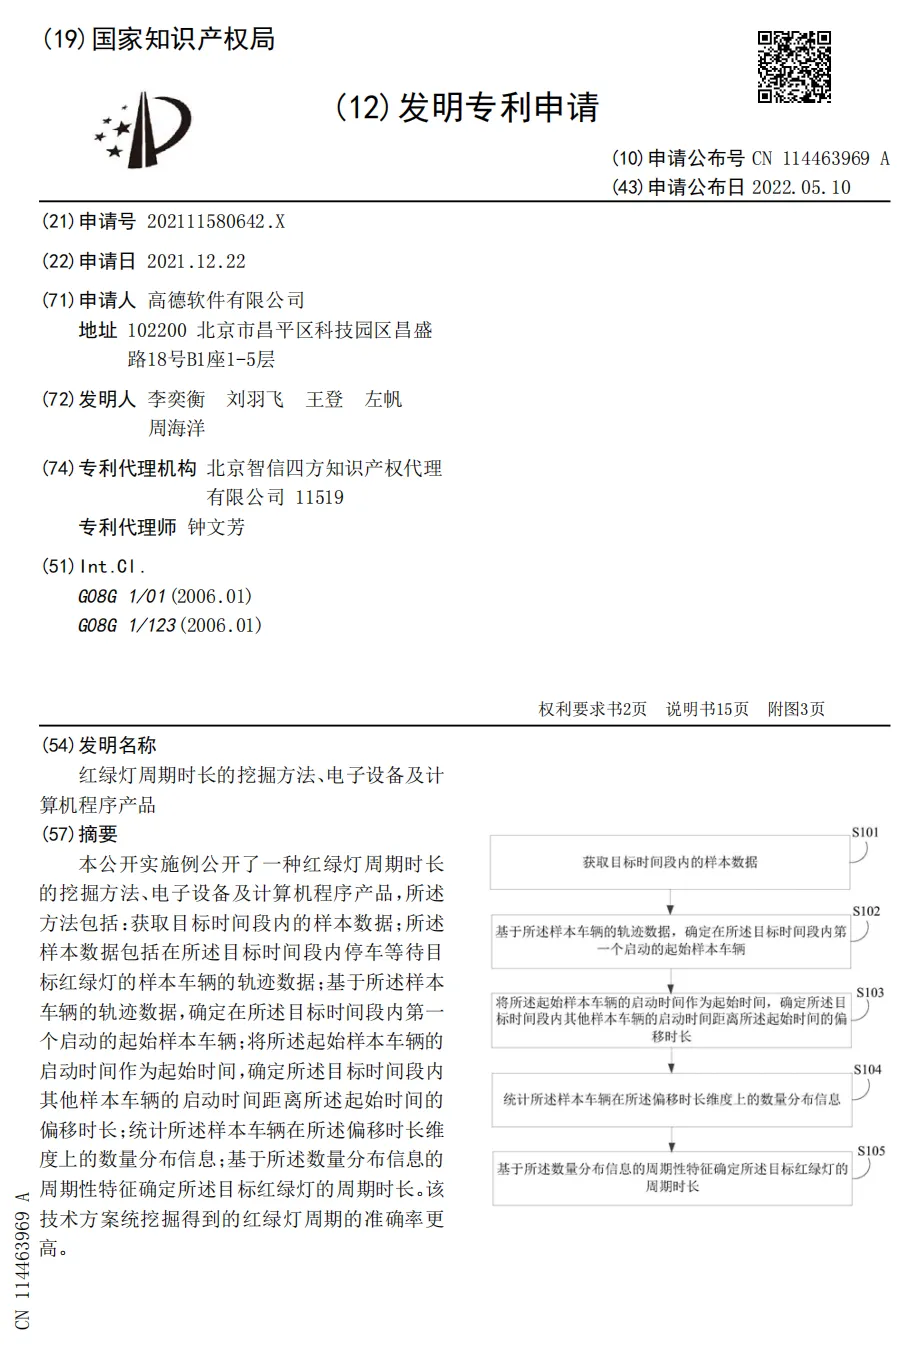 (19)国家知识产权局
(12)发明专利申请
(10)申请公布号 CN 114463969 A
(43)申请公布日 2022.05.10
(21)申请号 202111580642.X
(22)申请日 2021.12.22
(71)申请人 高德软件有限公司
地址 102200 北京市昌平区科技园区昌盛
路18号B1座1-5层
(72)发明人 李奕衡 刘羽飞 王登 左帆
周海洋
(74)专利代理机构 北京智信四方知识产权代理
有限公司 11519
专利代理师 钟文芳
(51)Int.Cl.
G08G 1/01(2006.01)
G08G 1/123(2006.01)
权利要求书2页 说明书15页 附图3页
(54)发明名称
红绿灯周期时长的挖掘方法、电子设备及计
算机程序产品
(57)摘要
本公开实施例公开了一种红绿灯周期时长
的挖掘方法、电子设备及计算机程序产品,所述
方法包括:获取目标时间段内的样本数据;所述
样本数据包括在所述目标时间段内停车等待目
标红绿灯的样本车辆的轨迹数据;基于所述样本
车辆的轨迹数据,确定在所述目标时间段内第一
个启动的起始样本车辆;将所述起始样本车辆的
启动时间作为起始时间,确定所述目标时间段内
其他样本车辆的启动时间距离所述起始时间的
偏移时长;统计所述样本车辆在所述偏移时长维
度上的数量分布信息;基于所述数量分布信息的
周期性特征确定所述目标红绿灯的周期时长。该
技术方案统挖掘得到的红绿灯周期的准确率更
高。
S101
获取目标时间段内的样本数据
S102
基于所述样本车辆的轨迹数据,确定在所述目标时间段内第
一个启动的起始样本车辆
S103
将所述起始样本车辆的启动时间作为起始时间,确定所述目
标时间段内其他样本车辆的启动时间距离所述起始时间的偏
移时长
S104
统计所述样本车辆在所述偏移时长维度上的数量分布信息
S105
基于所述数量分布信息的周期性特征确定所述目标红绿灯的
周期时长
CN 114463969 A